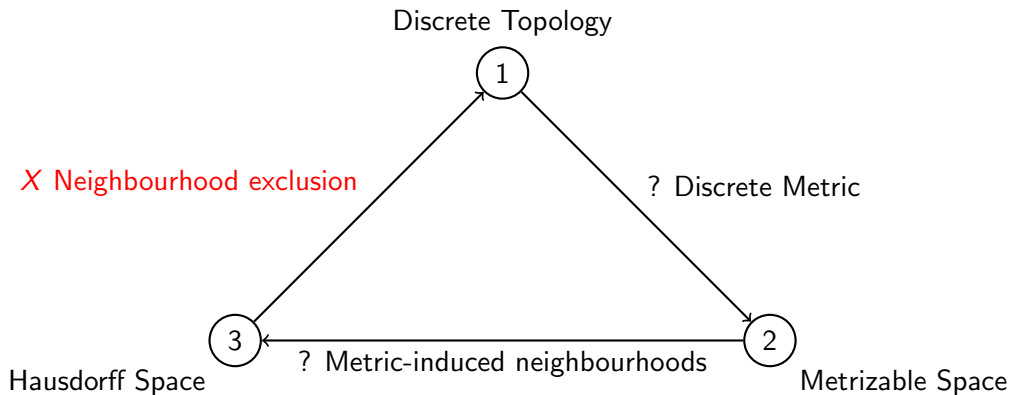 Discrete Topology
1
X Neighbourhood exclusion
? Discrete Metric
3
2
? Metric-induced neighbourhoods
Hausdorff Space
Metrizable Space